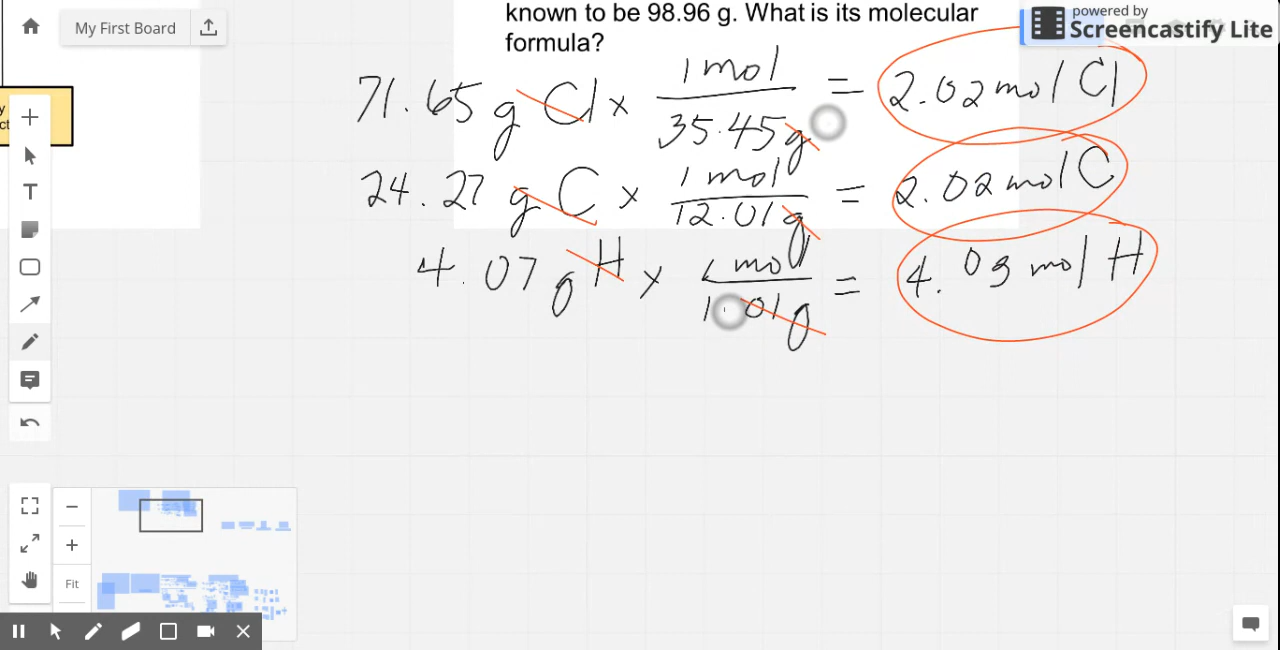 known to be 98.96 g. What is its molecular
formula?
powered by
Screencastify Lite
My First Board
71.65 g Cl x 1 mol / 35.45 g = 2.02 mol Cl
24.27 g C x 1 mol / 12.01 g = 2.02 mol C
4.07 g H x 1 mol / 1.01 g = 4.03 mol H
T
Fit